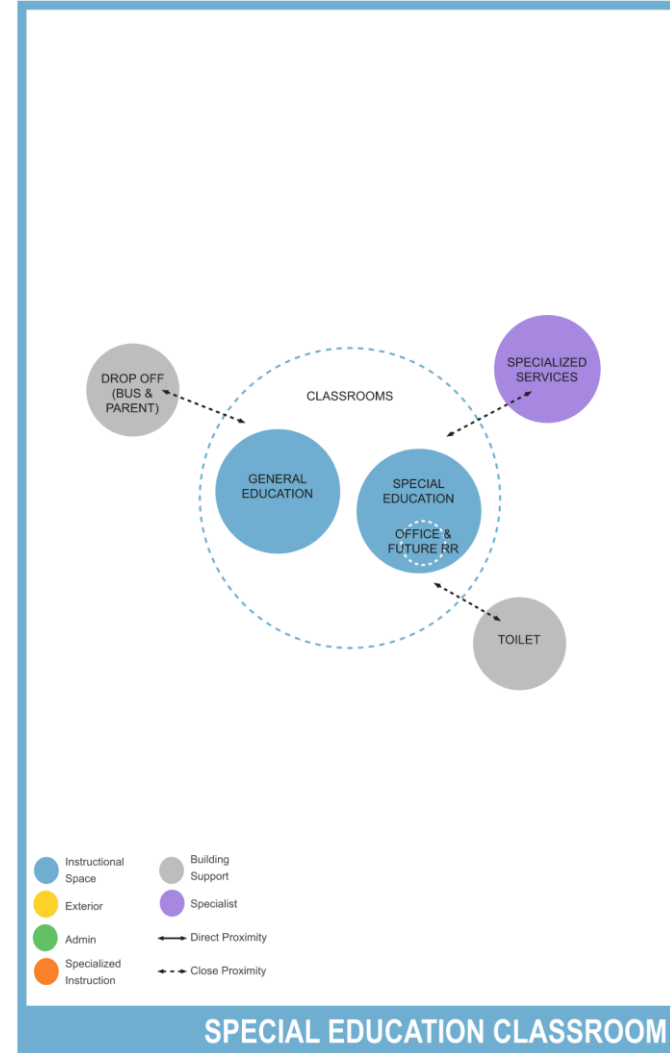 SPECIALIZED
SERVICES
DROP OFF
(BUS &
PARENT)
CLASSROOMS
GENERAL
EDUCATION
SPECIAL
EDUCATION
OFFICE &
FUTURE RR
TOILET
Instructional
Space
Exterior
Admin
Specialized
Instruction
Building
Support
Specialist
Direct Proximity
Close Proximity
SPECIAL EDUCATION CLASSROOM